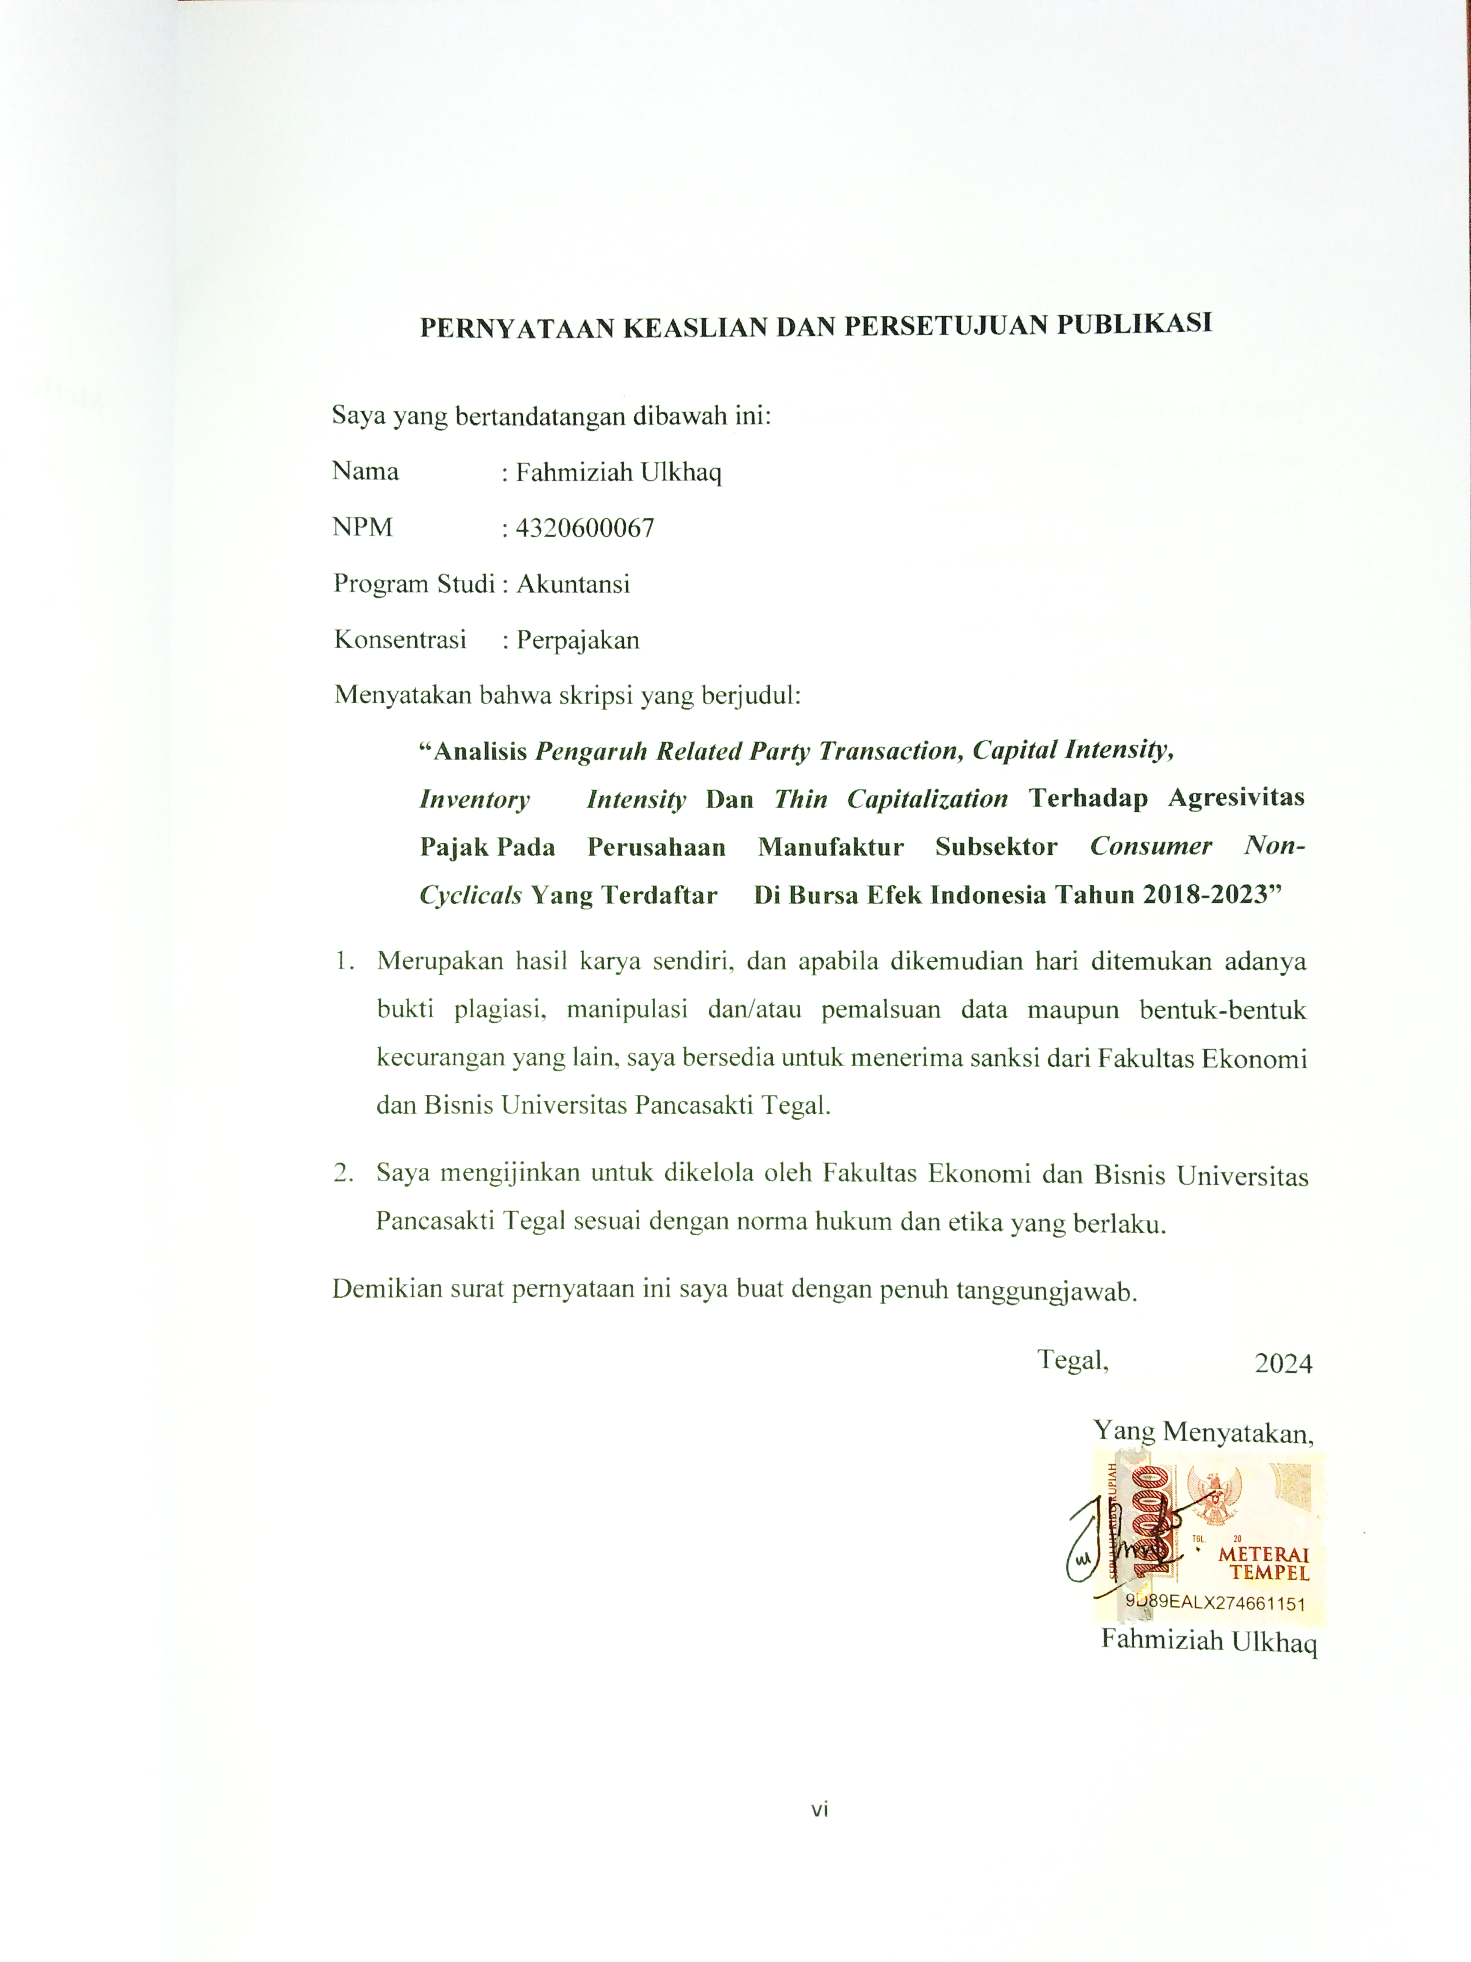 PERNYATAAN KEASLIAN DAN PERSETUJUAN PUBLIKASI
Saya yang bertandatangan dibawah ini:
Nama : Fahmiziah Ulkhaq
NPM : 4320600067
Program Studi : Akuntansi
Konsentrasi : Perpajakan
Menyatakan bahwa skripsi yang berjudul:
“Analisis Pengaruh Related Party Transaction, Capital Intensity,
Inventory Intensity Dan Thin Capitalization Terhadap Agresivitas
Pajak Pada Perusahaan Manufaktur Subsektor Consumer Non-
Cyclicals Yang Terdaftar Di Bursa Efek Indonesia Tahun 2018-2023”
1. Merupakan hasil karya sendiri, dan apabila dikemudian hari ditemukan adanya
bukti plagiasi, manipulasi dan/atau pemalsuan data maupun bentuk-bentuk
kecurangan yang lain, saya bersedia untuk menerima sanksi dari Fakultas Ekonomi
dan Bisnis Universitas Pancasakti Tegal.
2. Saya mengijinkan untuk dikelola oleh Fakultas Ekonomi dan Bisnis Universitas
Pancasakti Tegal sesuai dengan norma hukum dan etika yang berlaku.
Demikian surat pernyataan ini saya buat dengan penuh tanggungjawab.
Tegal, 2024
Yang Menyatakan,
SEPULUH RIBU RUPIAH
10000
TGL. 20
METERAI
TEMPEL
9D89EALX274661151
Fahmiziah Ulkhaq
vi